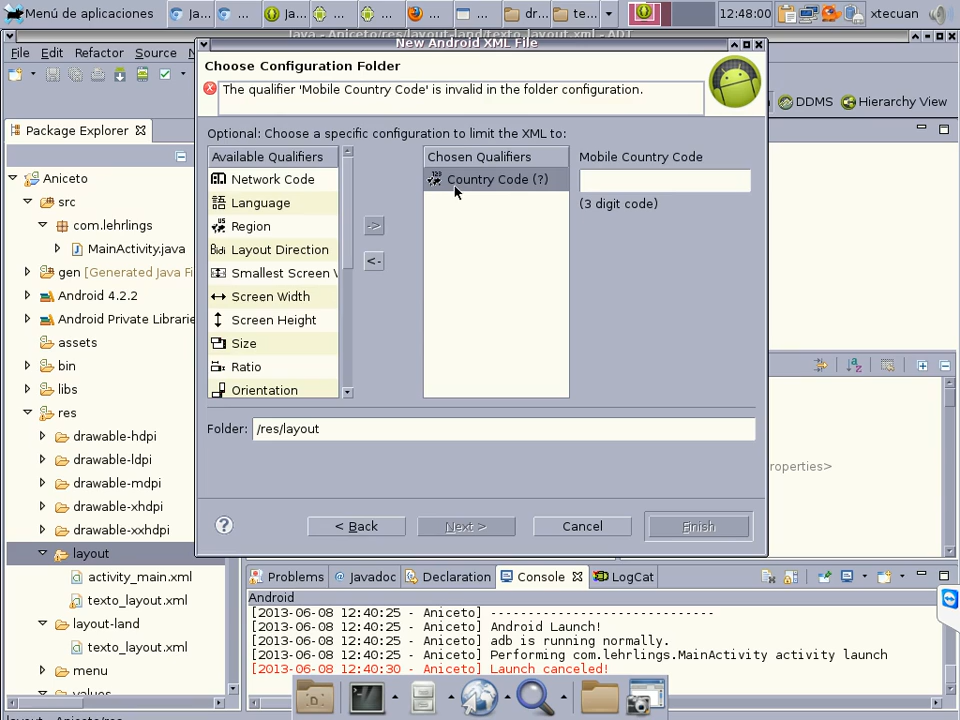 Menú de aplicaciones
Ja...
Ja...
Ja...
dr...
te...
12:48:00
xtecuan
Java - Aniceto/res/layout-land/texto_layout.xml - ADT
File Edit Refactor Source
New Android XML File
Choose Configuration Folder
The qualifier 'Mobile Country Code' is invalid in the folder configuration.
DDMS
Hierarchy View
Package Explorer
Optional: Choose a specific configuration to limit the XML to:
Available Qualifiers
Network Code
Language
Region
Layout Direction
Smallest Screen
Screen Width
Screen Height
Size
Ratio
Orientation
->
<-
Chosen Qualifiers
Country Code (?)
Mobile Country Code
(3 digit code)
Folder: /res/layout
< Back
Next >
Cancel
Finish
Aniceto
src
com.lehrlings
MainActivity.java
gen [Generated Java Fi
Android 4.2.2
Android Private Librarie
assets
bin
libs
res
drawable-hdpi
drawable-ldpi
drawable-mdpi
drawable-xhdpi
drawable-xxhdpi
layout
activity_main.xml
texto_layout.xml
layout-land
texto_layout.xml
menu
values
roperties>
Problems
Javadoc
Declaration
Console
LogCat
Android
[2013-06-08 12:40:25 - Aniceto] ------------------------------
[2013-06-08 12:40:25 - Aniceto] Android Launch!
[2013-06-08 12:40:25 - Aniceto] adb is running normally.
[2013-06-08 12:40:25 - Aniceto] Performing com.lehrlings.MainActivity activity launch
[2013-06-08 12:40:30 - Aniceto] Launch canceled!
layout - Aniceto/res